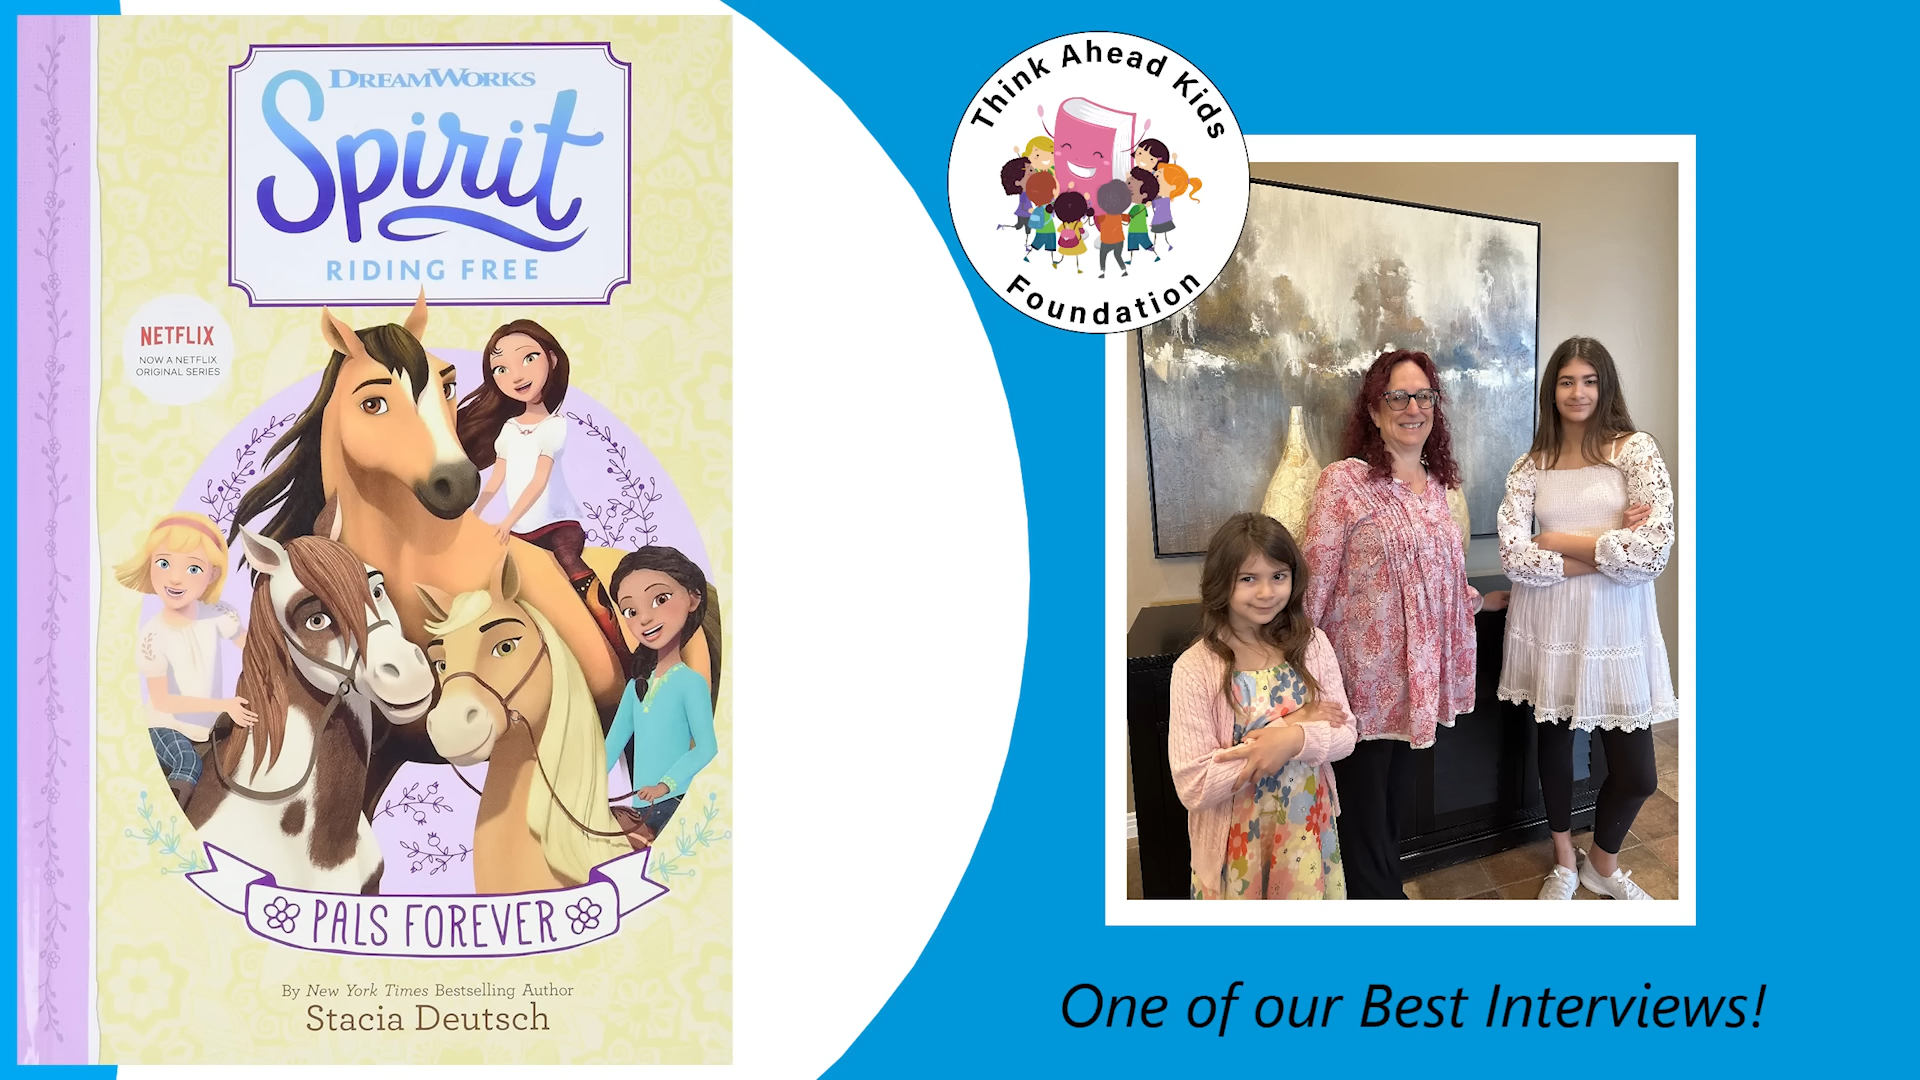 DREAMWORKS
Spirit
RIDING FREE
NETFLIX
NOW A NETFLIX
ORIGINAL SERIES
PALS FOREVER
By New York Times Bestselling Author
Stacia Deutsch
Think Ahead Kids
Foundation
One of our Best Interviews!